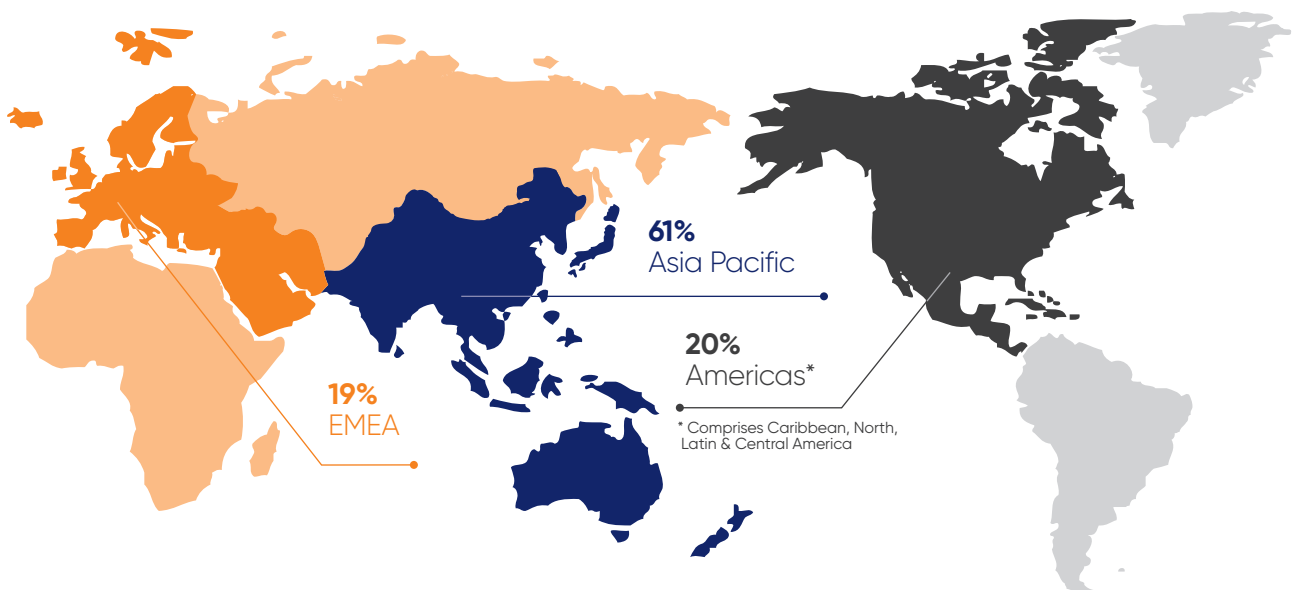 61%
Asia Pacific
20%
Americas*
* Comprises Caribbean, North,
Latin & Central America
19%
EMEA